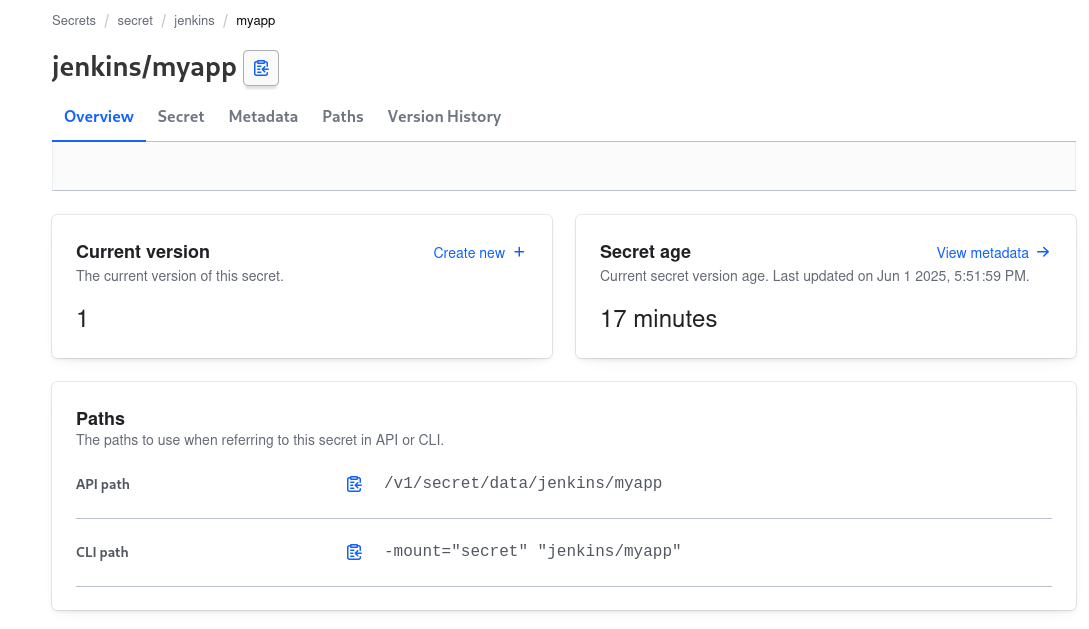 Secrets / secret / jenkins / myapp
jenkins/myapp
Overview Secret Metadata Paths Version History
Current version
Create new +
The current version of this secret.
1
Secret age
View metadata →
Current secret version age. Last updated on Jun 1 2025, 5:51:59 PM.
17 minutes
Paths
The paths to use when referring to this secret in API or CLI.
API path /v1/secret/data/jenkins/myapp
CLI path -mount="secret" "jenkins/myapp"